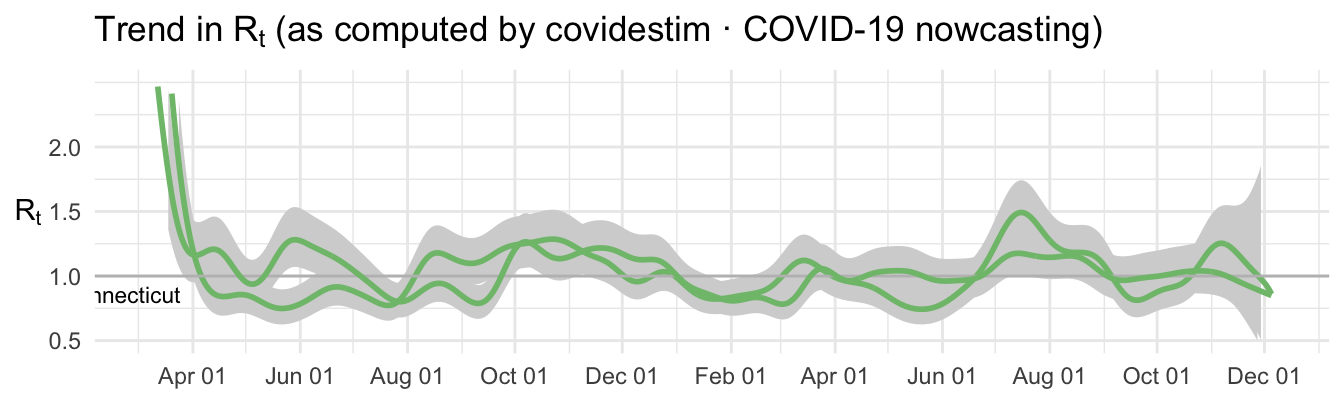 Trend in Rt (as computed by covidestim · COVID-19 nowcasting)
2.0
Rt 1.5
1.0
nnecticut
0.5
Apr 01 Jun 01 Aug 01 Oct 01 Dec 01 Feb 01 Apr 01 Jun 01 Aug 01 Oct 01 Dec 01